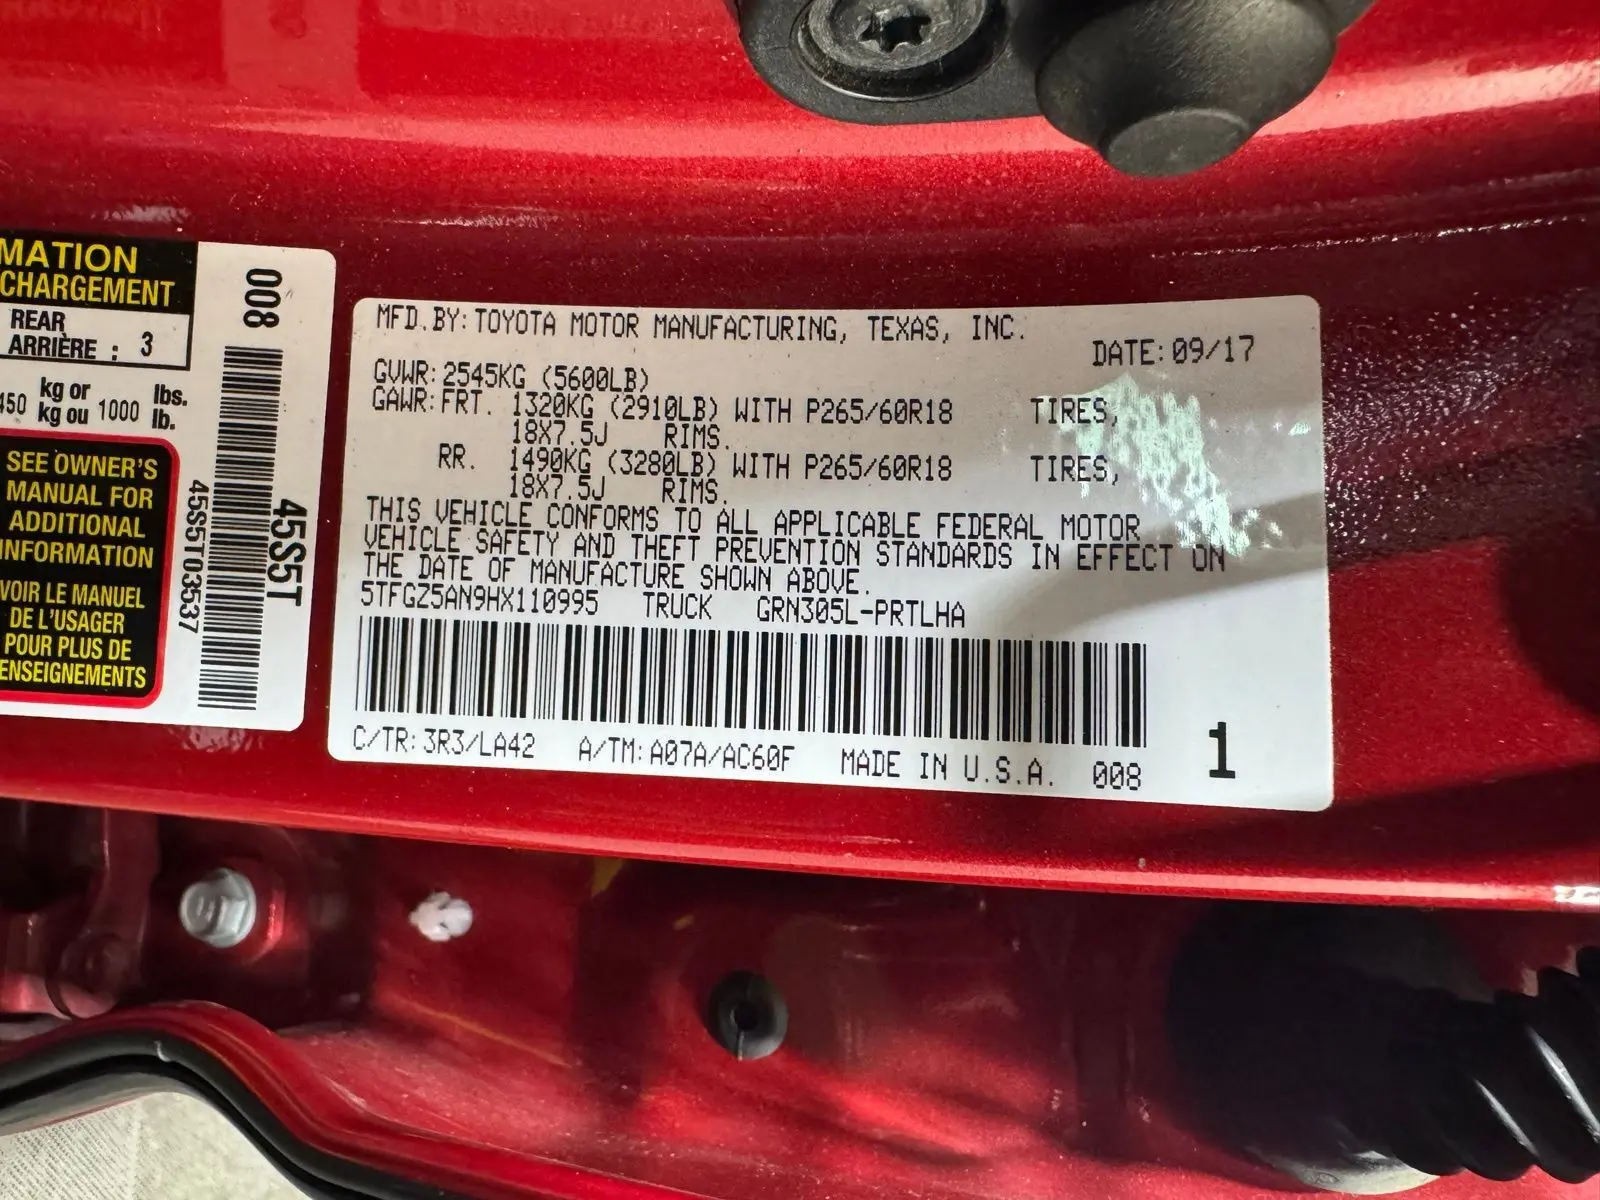 MATION
CHARGEMENT
REAR
ARRIÈRE : 3
450 kg or 1000 lbs.
kg ou lb.
SEE OWNER'S
MANUAL FOR
ADDITIONAL
INFORMATION
VOIR LE MANUEL
DE L'USAGER
POUR PLUS DE
ENSEIGNEMENTS
008
45S5T
45S5T03537
MFD.BY: TOYOTA MOTOR MANUFACTURING, TEXAS, INC.
DATE: 09/17
GVWR: 2545KG (5600LB)
GAWR: FRT. 1320KG (2910LB) WITH P265/60R18 TIRES,
18X7.5J RIMS.
RR. 1490KG (3280LB) WITH P265/60R18 TIRES,
18X7.5J RIMS.
THIS VEHICLE CONFORMS TO ALL APPLICABLE FEDERAL MOTOR
VEHICLE SAFETY AND THEFT PREVENTION STANDARDS IN EFFECT ON
THE DATE OF MANUFACTURE SHOWN ABOVE.
5TFGZ5AN9HX110995 TRUCK GRN305L-PRTLHA
C/TR: 3R3/LA42 A/TM: A07A/AC60F MADE IN U.S.A. 008
1